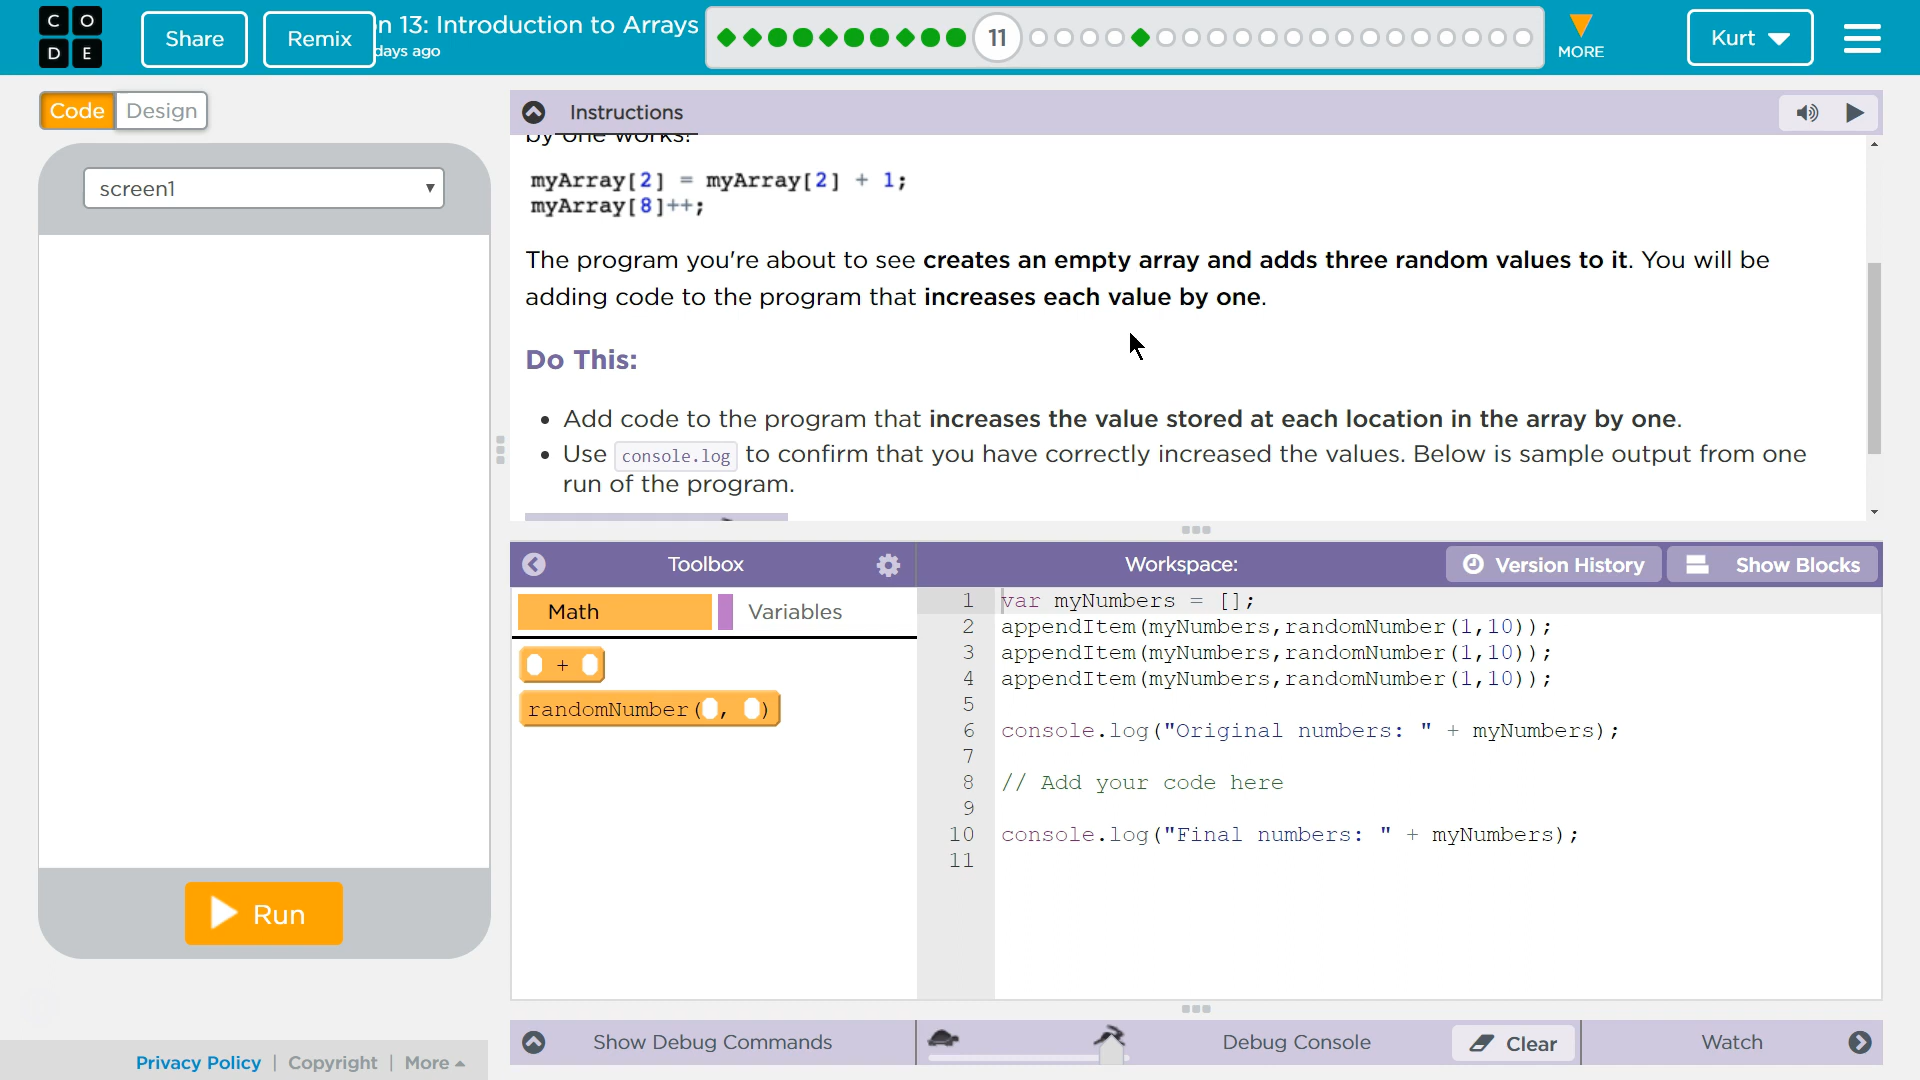 CODE
Share
Remix
n 13: Introduction to Arrays
days ago
11
MORE
Kurt
Code
Design
screen1
Run
Instructions
by one works!
myArray[2] = myArray[2] + 1;
myArray[8]++;
The program you're about to see creates an empty array and adds three random values to it. You will be
adding code to the program that increases each value by one.
Do This:
• Add code to the program that increases the value stored at each location in the array by one.
• Use console.log to confirm that you have correctly increased the values. Below is sample output from one
run of the program.
Toolbox
Workspace:
Version History
Show Blocks
Math
Variables
+
randomNumber( , )
1 var myNumbers = [];
2 appendItem(myNumbers,randomNumber(1,10));
3 appendItem(myNumbers,randomNumber(1,10));
4 appendItem(myNumbers,randomNumber(1,10));
5
6 console.log("Original numbers: " + myNumbers);
7
8 // Add your code here
9
10 console.log("Final numbers: " + myNumbers);
11
Show Debug Commands
Debug Console
Clear
Watch
Privacy Policy | Copyright | More